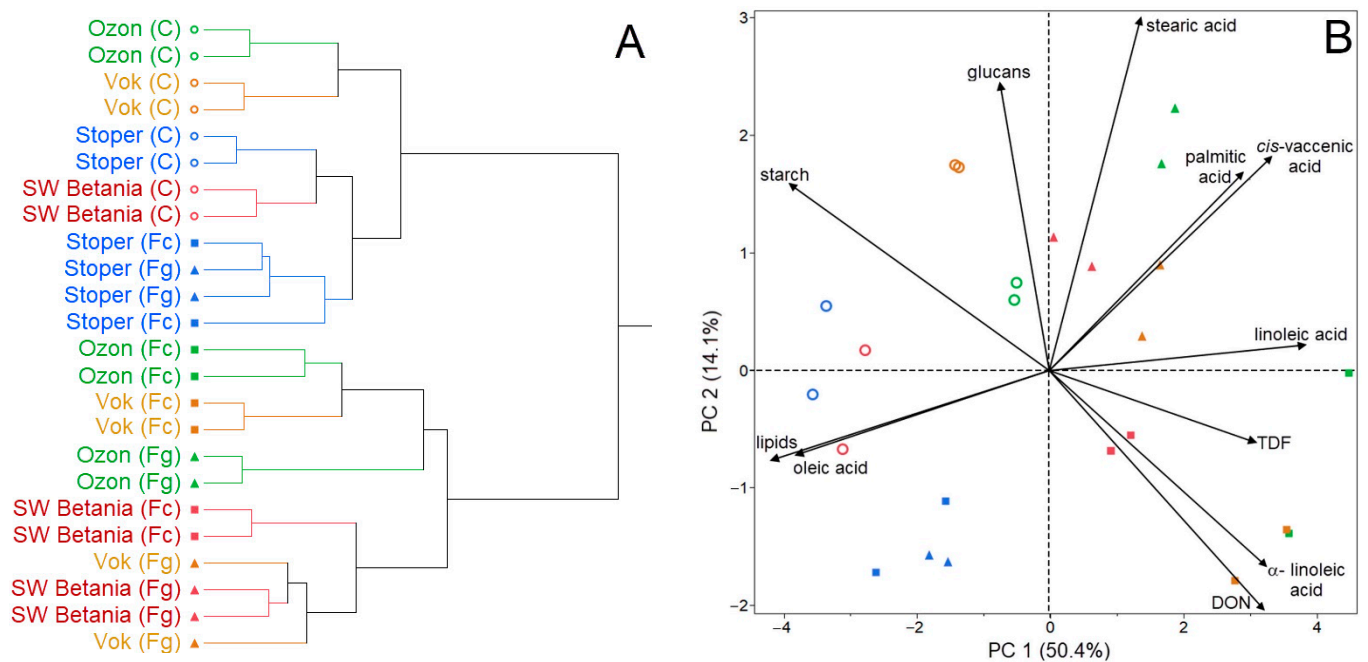 A
Ozon (C)
Ozon (C)
Vok (C)
Vok (C)
Stoper (C)
Stoper (C)
SW Betania (C)
SW Betania (C)
Stoper (Fc)
Stoper (Fg)
Stoper (Fg)
Stoper (Fc)
Ozon (Fc)
Ozon (Fc)
Vok (Fc)
Vok (Fc)
Ozon (Fg)
Ozon (Fg)
SW Betania (Fc)
SW Betania (Fc)
Vok (Fg)
SW Betania (Fg)
SW Betania (Fg)
Vok (Fg)
B
stearic acid
glucans
cis-vaccenic
acid
palmitic
acid
starch
linoleic acid
TDF
lipids
oleic acid
α- linoleic
acid
DON
PC 2 (14.1%)
3
2
1
0
−1
−2
−4
−2
0
2
4
PC 1 (50.4%)